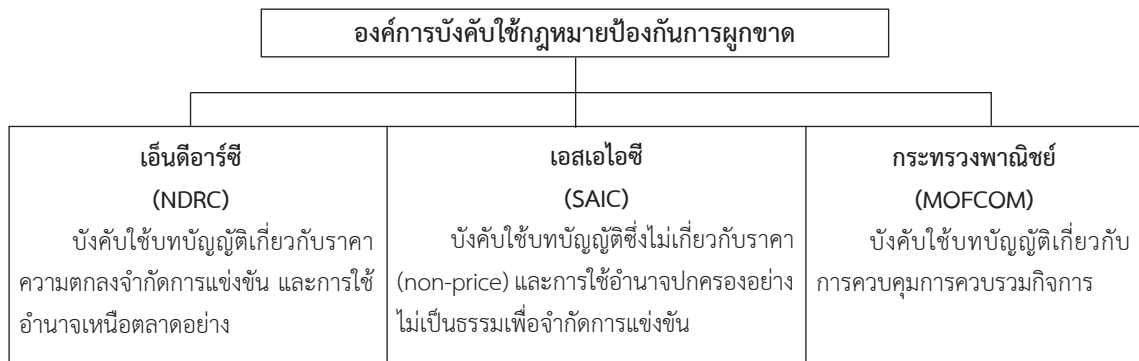 องค์การบังคับใช้กฎหมายป้องกันการผูกขาด
เอ็นดีอาร์ซี
(NDRC)
บังคับใช้บทบัญญัติเกี่ยวกับราคา
ความตกลงจำกัดการแข่งขัน และการใช้
อำนาจเหนือตลาดอย่าง
เอสเอไอซี
(SAIC)
บังคับใช้บทบัญญัติซึ่งไม่เกี่ยวกับราคา
(non-price) และการใช้อำนาจปกครองอย่าง
ไม่เป็นธรรมเพื่อจำกัดการแข่งขัน
กระทรวงพาณิชย์
(MOFCOM)
บังคับใช้บทบัญญัติเกี่ยวกับ
การควบคุมการควบรวมกิจการ